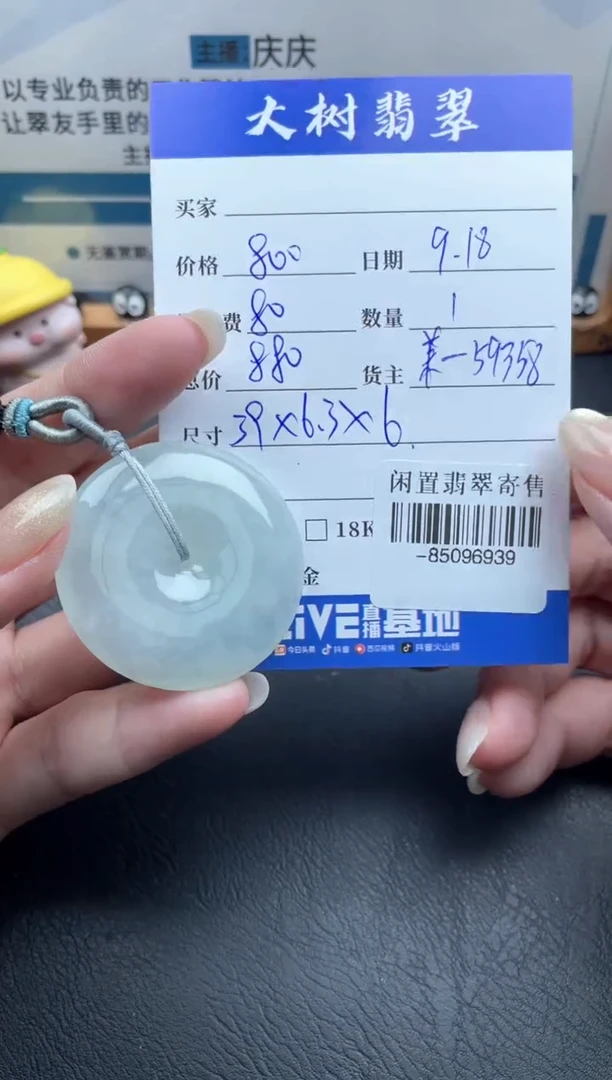 主播：庆庆
以专业负责的
让翠友手里的
大树翡翠
买家
价格 800 日期 9-18
费 80 数量 1
总价 880 货主 59358
尺寸 39×6.3×6
闲置翡翠寄售
18K
-85096939
金
LIVE直播基地
今日头条 抖音 西瓜视频 抖音火山版